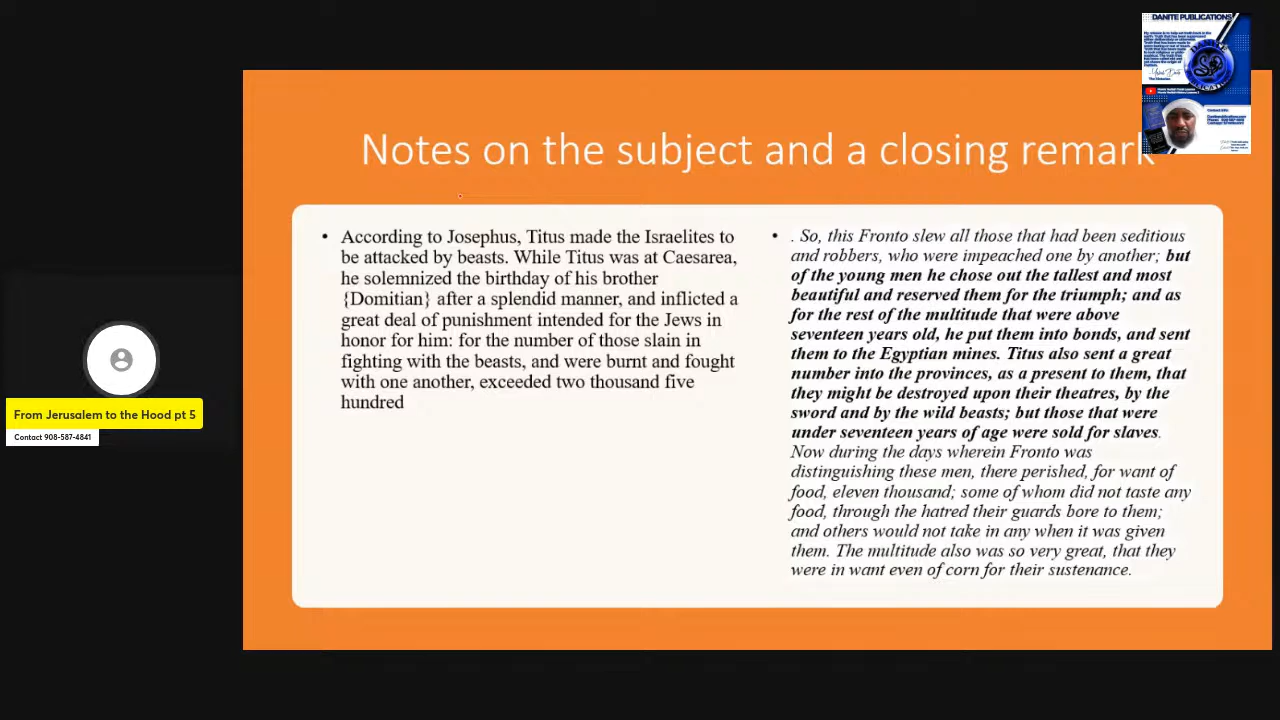 DANITE PUBLICATIONS
Notes on the subject and a closing remark
• According to Josephus, Titus made the Israelites to
be attacked by beasts. While Titus was at Caesarea,
he solemnized the birthday of his brother
{Domitian} after a splendid manner, and inflicted a
great deal of punishment intended for the Jews in
honor for him: for the number of those slain in
fighting with the beasts, and were burnt and fought
with one another, exceeded two thousand five
hundred
• . So, this Fronto slew all those that had been seditious
and robbers, who were impeached one by another; but
of the young men he chose out the tallest and most
beautiful and reserved them for the triumph; and as
for the rest of the multitude that were above
seventeen years old, he put them into bonds, and sent
them to the Egyptian mines. Titus also sent a great
number into the provinces, as a present to them, that
they might be destroyed upon their theatres, by the
sword and by the wild beasts; but those that were
under seventeen years of age were sold for slaves.
Now during the days wherein Fronto was
distinguishing these men, there perished, for want of
food, eleven thousand; some of whom did not taste any
food, through the hatred their guards bore to them;
and others would not take in any when it was given
them. The multitude also was so very great, that they
were in want even of corn for their sustenance.
From Jerusalem to the Hood pt 5
Contact 908-587-4841